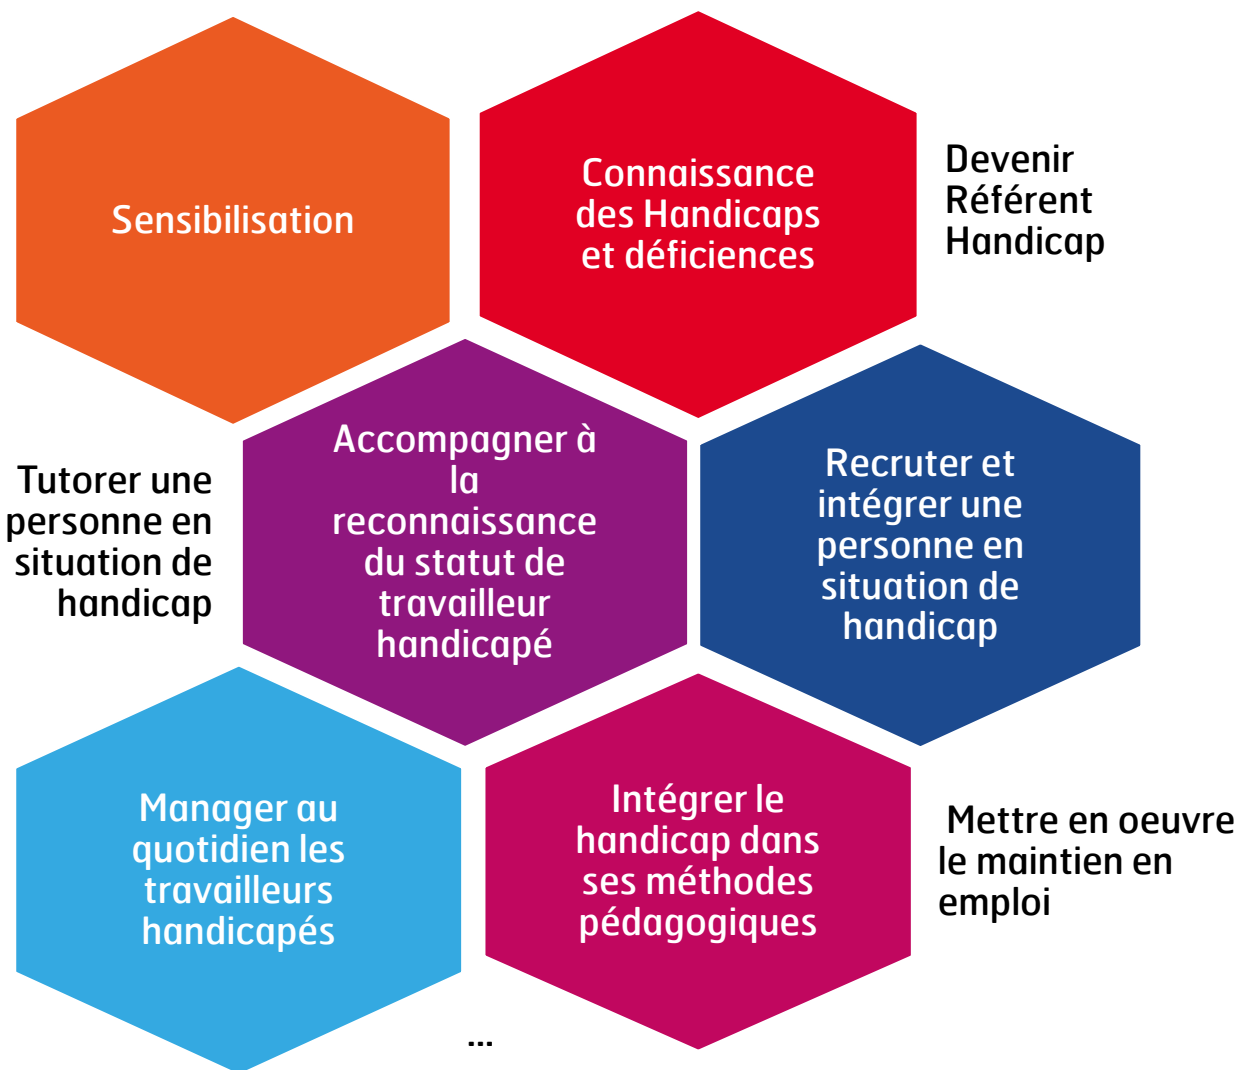 Sensibilisation
Connaissance
des Handicaps
et déficiences
Devenir
Référent
Handicap
Tutorer une
personne en
situation de
handicap
Accompagner à
la
reconnaissance
du statut de
travailleur
handicapé
Recruter et
intégrer une
personne en
situation de
handicap
Manager au
quotidien les
travailleurs
handicapés
Intégrer le
handicap dans
ses méthodes
pédagogiques
Mettre en oeuvre
le maintien en
emploi
...